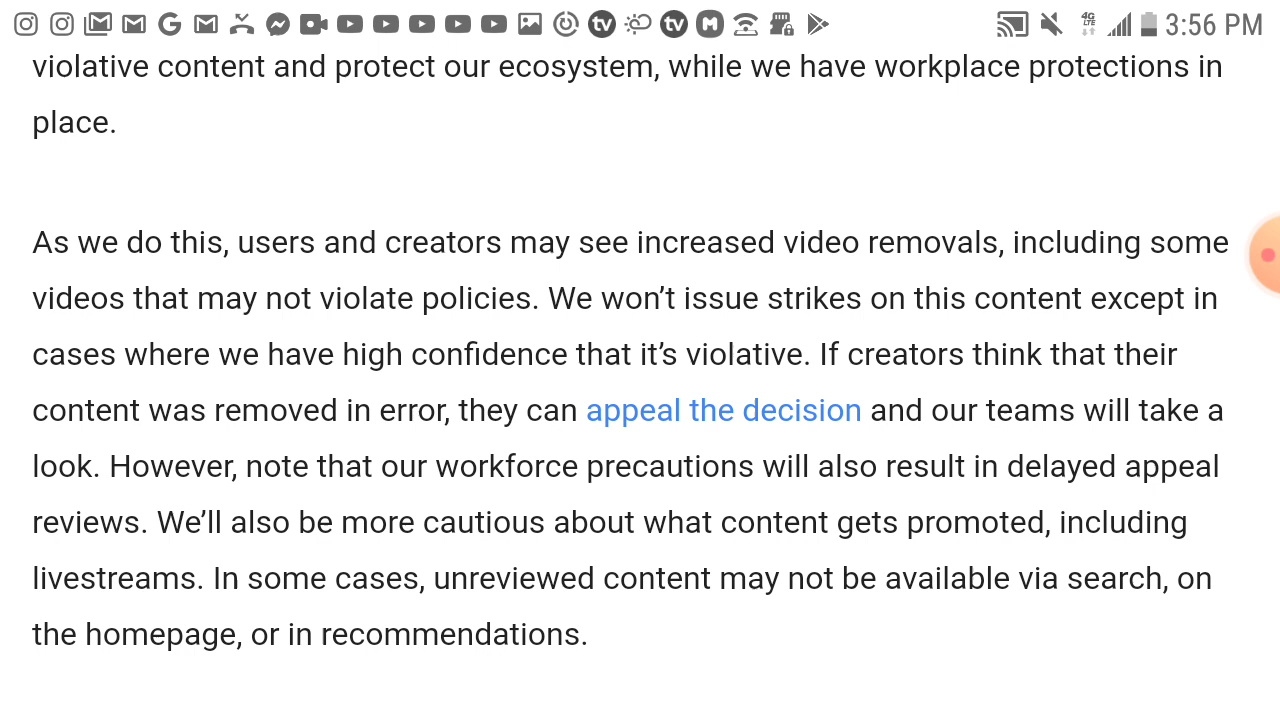 3:56 PM
violative content and protect our ecosystem, while we have workplace protections in
place.
As we do this, users and creators may see increased video removals, including some
videos that may not violate policies. We won’t issue strikes on this content except in
cases where we have high confidence that it’s violative. If creators think that their
content was removed in error, they can appeal the decision and our teams will take a
look. However, note that our workforce precautions will also result in delayed appeal
reviews. We’ll also be more cautious about what content gets promoted, including
livestreams. In some cases, unreviewed content may not be available via search, on
the homepage, or in recommendations.